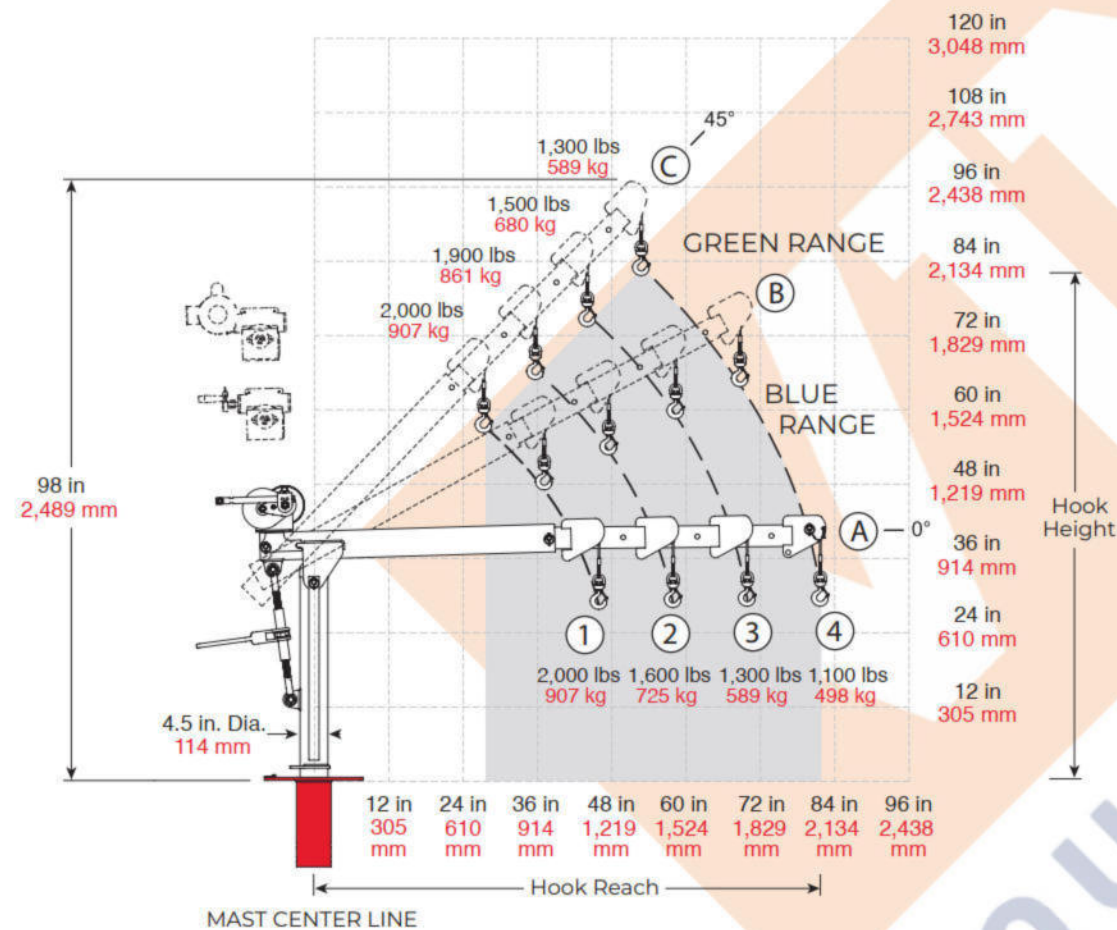 120 in
3,048 mm
108 in
2,743 mm
45°
1,300 lbs
589 kg
C
96 in
2,438 mm
1,500 lbs
680 kg
GREEN RANGE
84 in
2,134 mm
1,900 lbs
861 kg
B
2,000 lbs
907 kg
72 in
1,829 mm
BLUE
RANGE
60 in
1,524 mm
98 in
2,489 mm
48 in
1,219 mm
Hook
Height
A
0°
36 in
914 mm
1
2
3
4
24 in
610 mm
2,000 lbs
907 kg
1,600 lbs
725 kg
1,300 lbs
589 kg
1,100 lbs
498 kg
12 in
305 mm
4.5 in. Dia.
114 mm
12 in
305
mm
24 in
610
mm
36 in
914
mm
48 in
1,219
mm
60 in
1,524
mm
72 in
1,829
mm
84 in
2,134
mm
96 in
2,438
mm
Hook Reach
MAST CENTER LINE